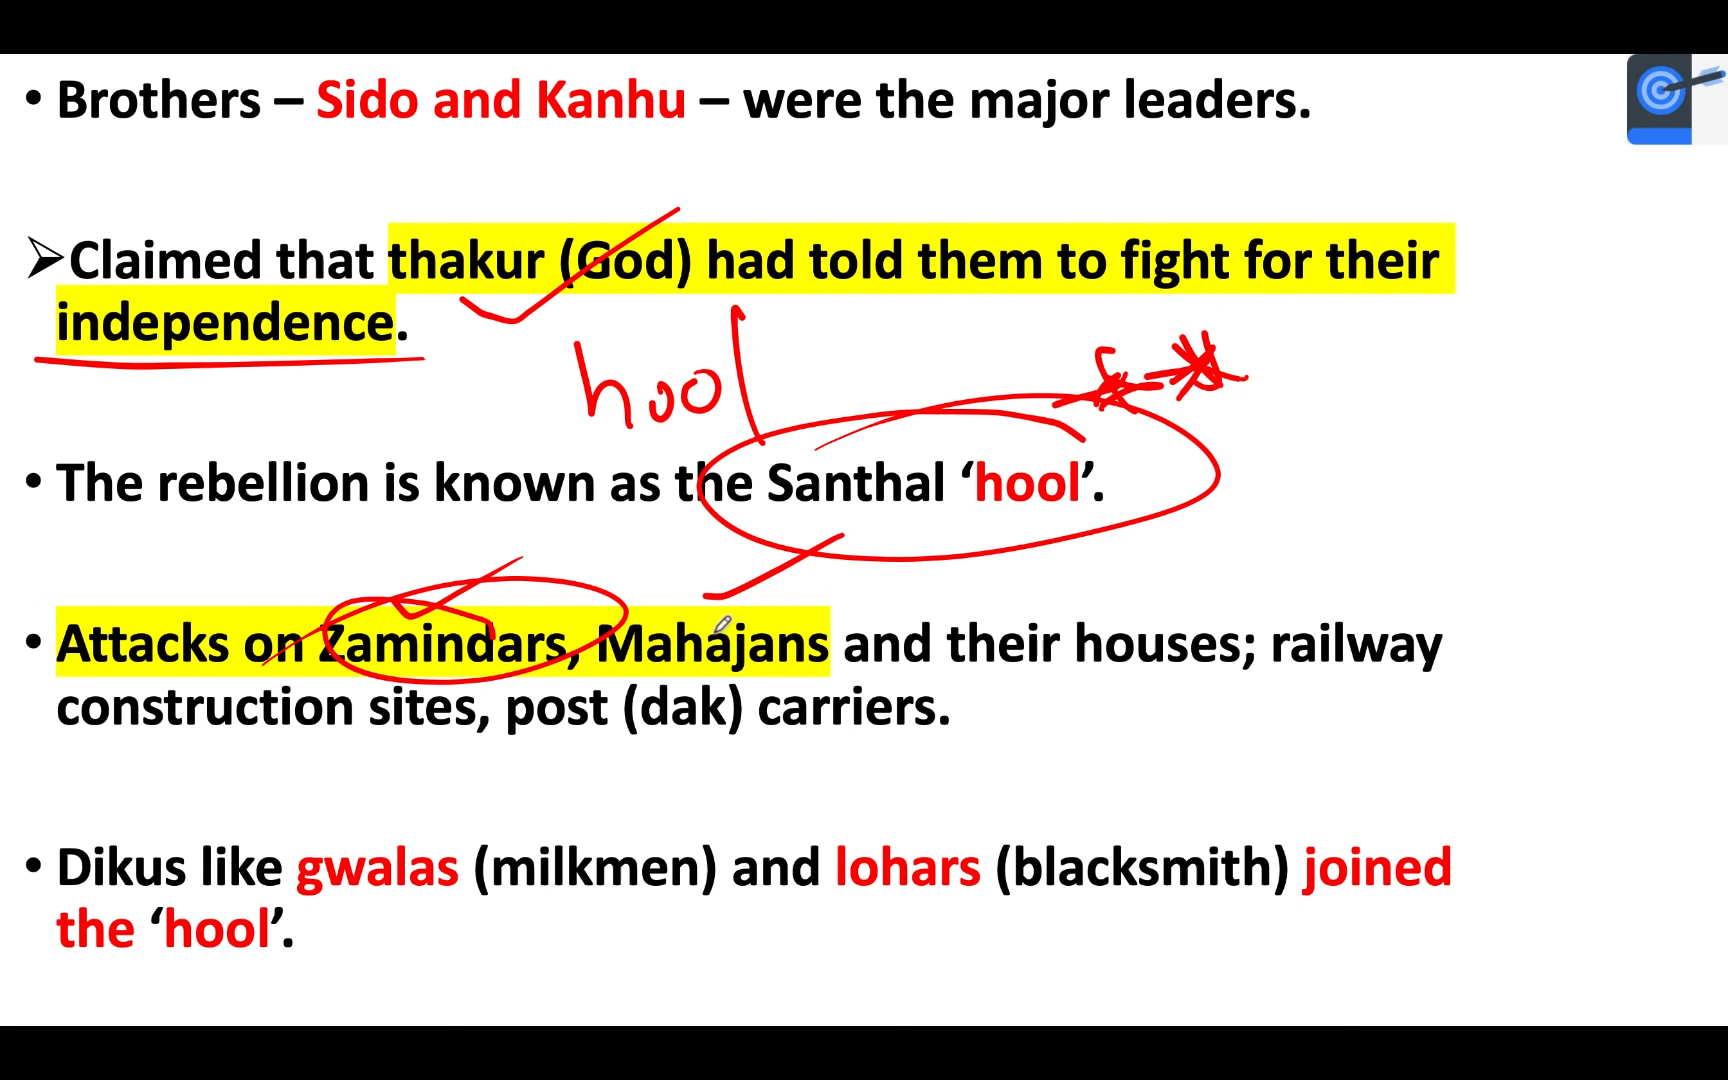 • Brothers – Sido and Kanhu – were the major leaders.
➢Claimed that thakur (God) had told them to fight for their
independence.
hool
• The rebellion is known as the Santhal ‘hool’.
• Attacks on Zamindars, Mahajans and their houses; railway
construction sites, post (dak) carriers.
• Dikus like gwalas (milkmen) and lohars (blacksmith) joined
the ‘hool’.